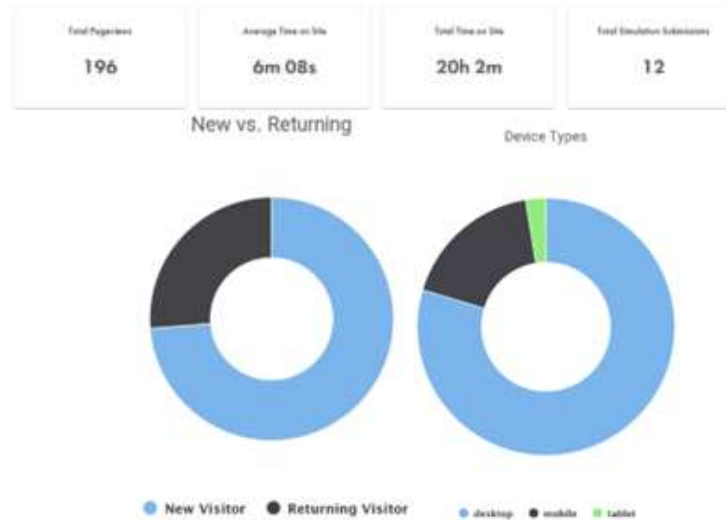 Total Pageviews
196
Average Time on Site
6m 08s
Total Time on Site
20h 2m
Total Simulation Submissions
12
New vs. Returning
Device Types
New Visitor
Returning Visitor
desktop
mobile
tablet